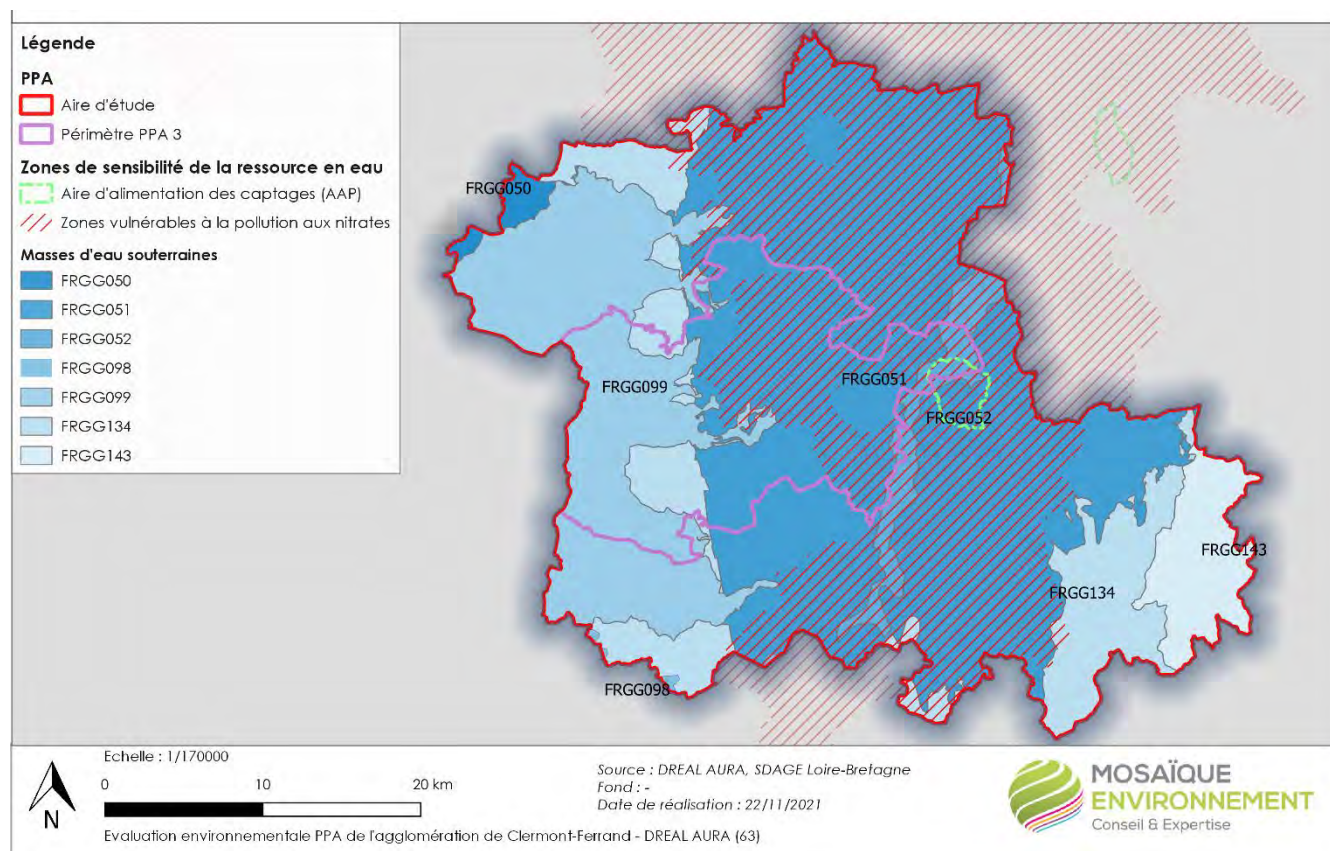 Légende
PPA
Aire d'étude
Périmètre PPA 3
Zones de sensibilité de la ressource en eau
Aire d'alimentation des captages (AAP)
Zones vulnérables à la pollution aux nitrates
Masses d'eau souterraines
FRGG050
FRGG051
FRGG052
FRGG098
FRGG099
FRGG134
FRGG143
FRGG050
FRGG099
FRGG051
FRGG052
FRGG143
FRGG134
FRGG098
N
Echelle : 1/170000
0 10 20 km
Source : DREAL AURA, SDAGE Loire-Bretagne
Fond : -
Date de réalisation : 22/11/2021
Evaluation environnementale PPA de l'agglomération de Clermont-Ferrand - DREAL AURA (63)
MOSAÏQUE
ENVIRONNEMENT
Conseil & Expertise